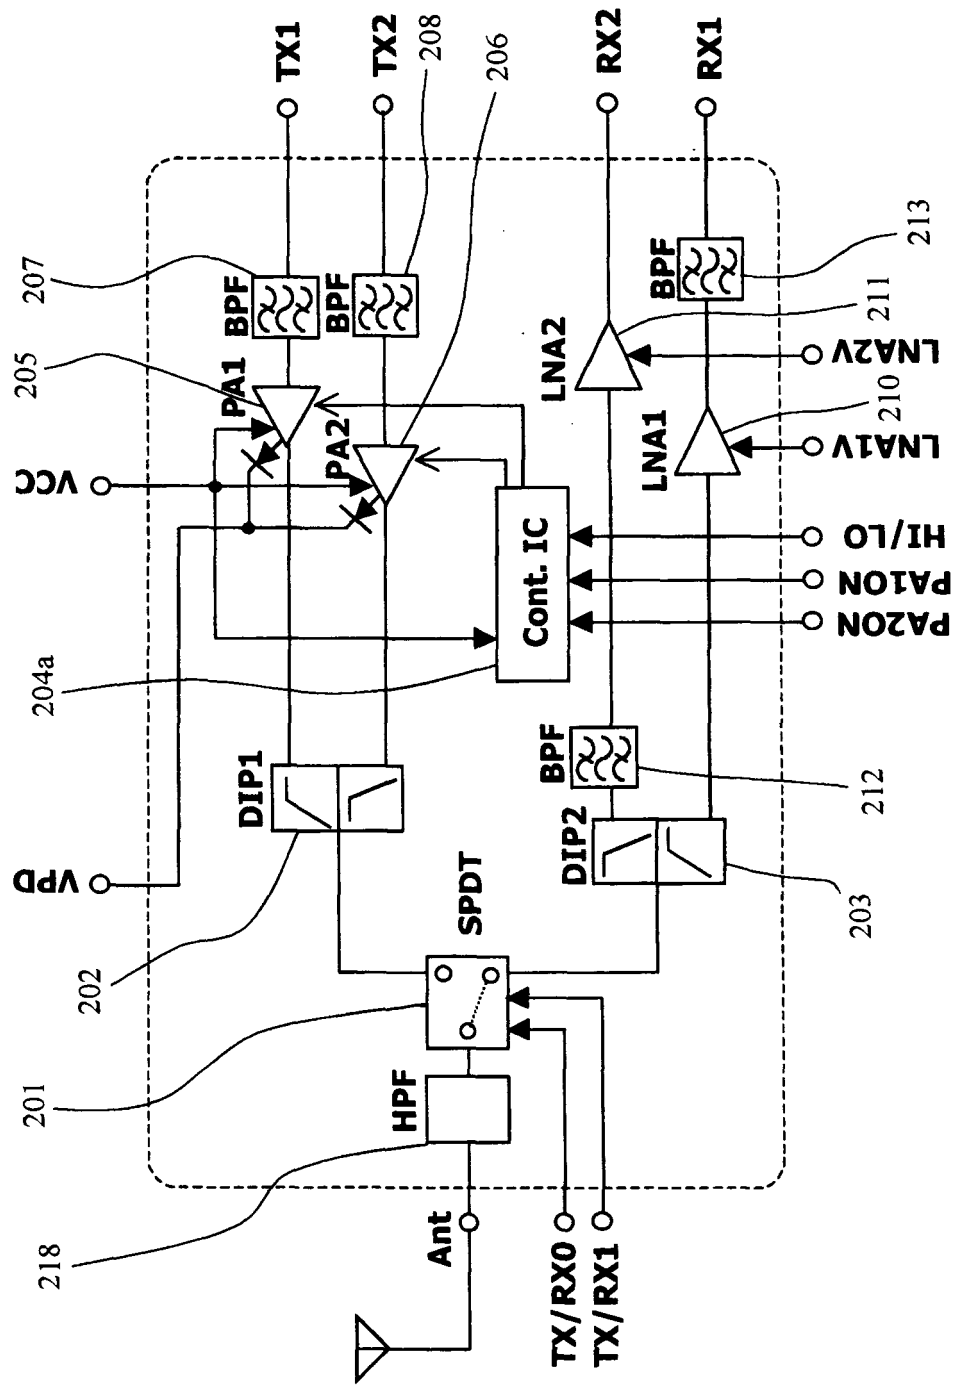 TX1
TX2
208
206
RX2
RX1
207
BPF
BPF
BPF
213
205
PA1
PA2
LNA2
211
LNA2V
VCC
LNA1
210
LNA1V
Cont. IC
HI/LO
PA1ON
PA2ON
204a
DIP1
BPF
212
VPD
DIP2
203
202
SPDT
201
HPF
218
Ant
TX/RX0
TX/RX1